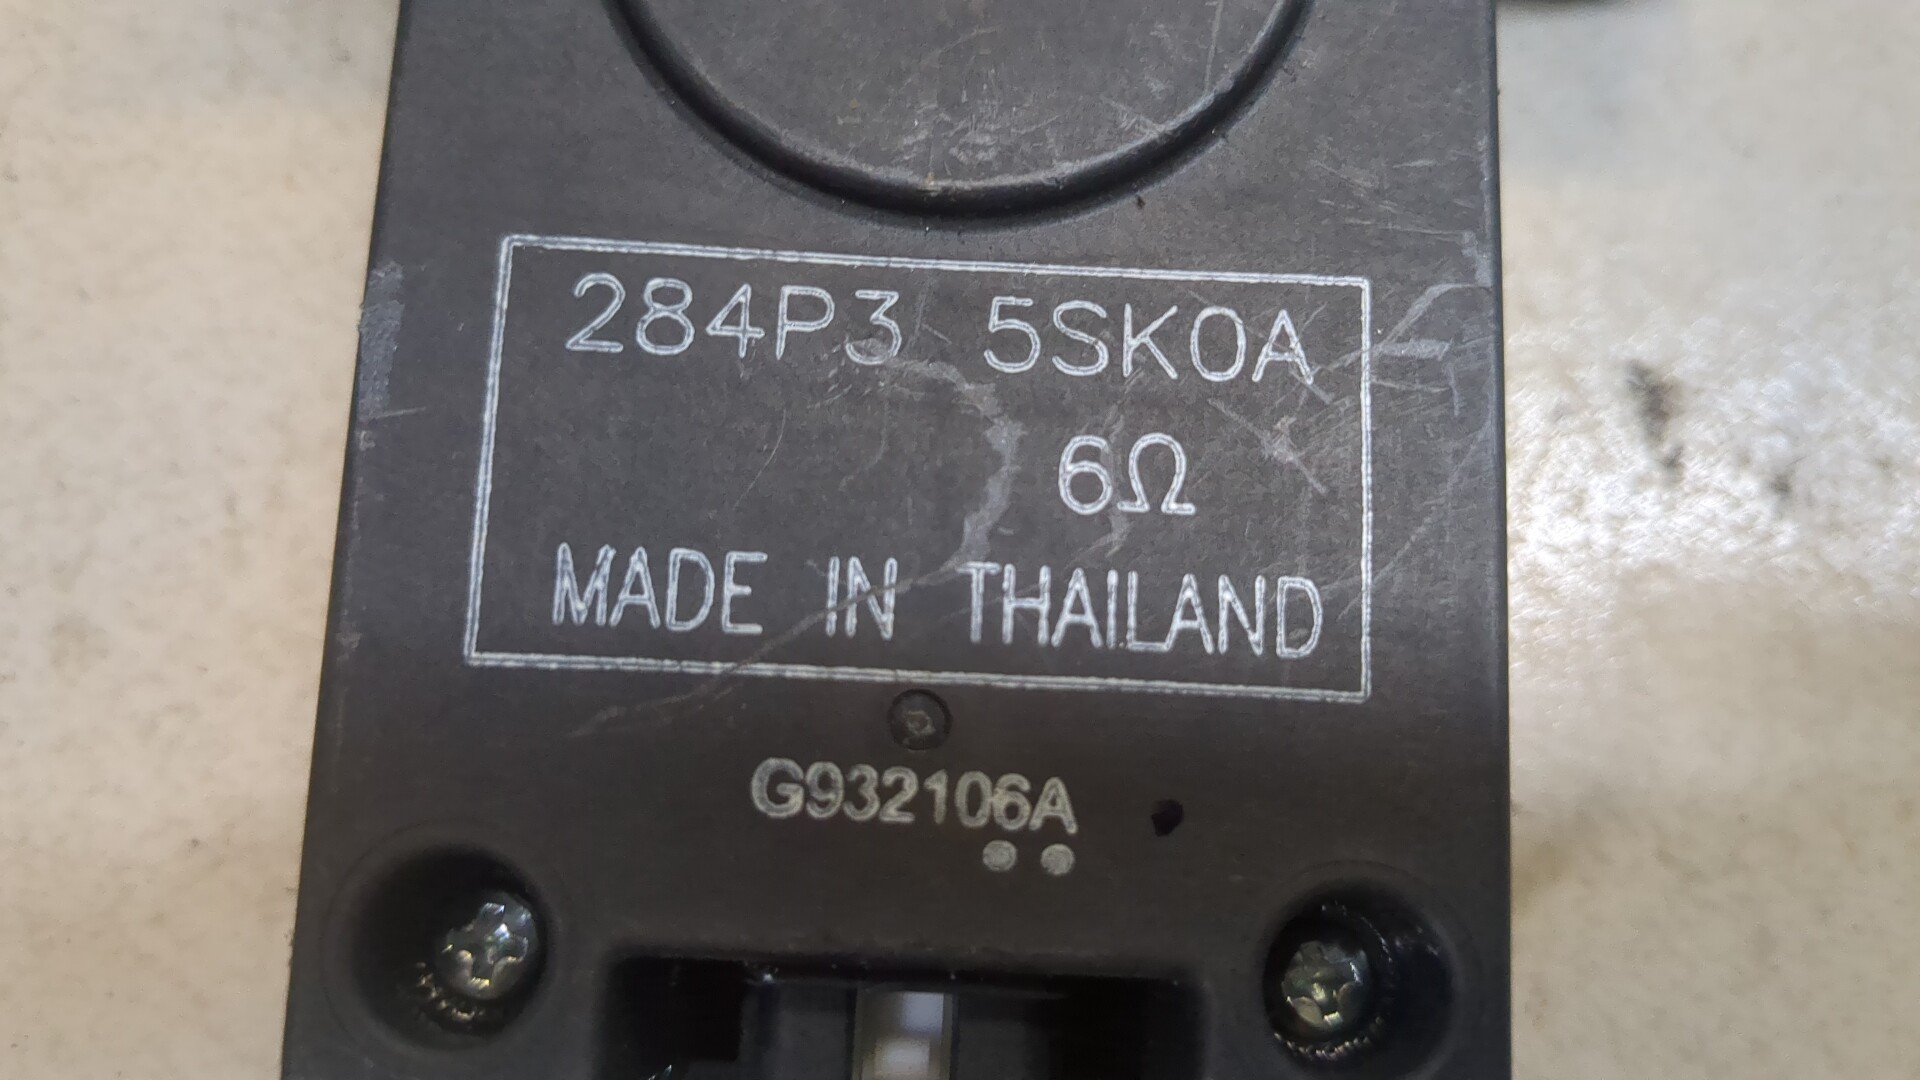 284P3 5SK0A
6Ω
MADE IN THAILAND
G932106A